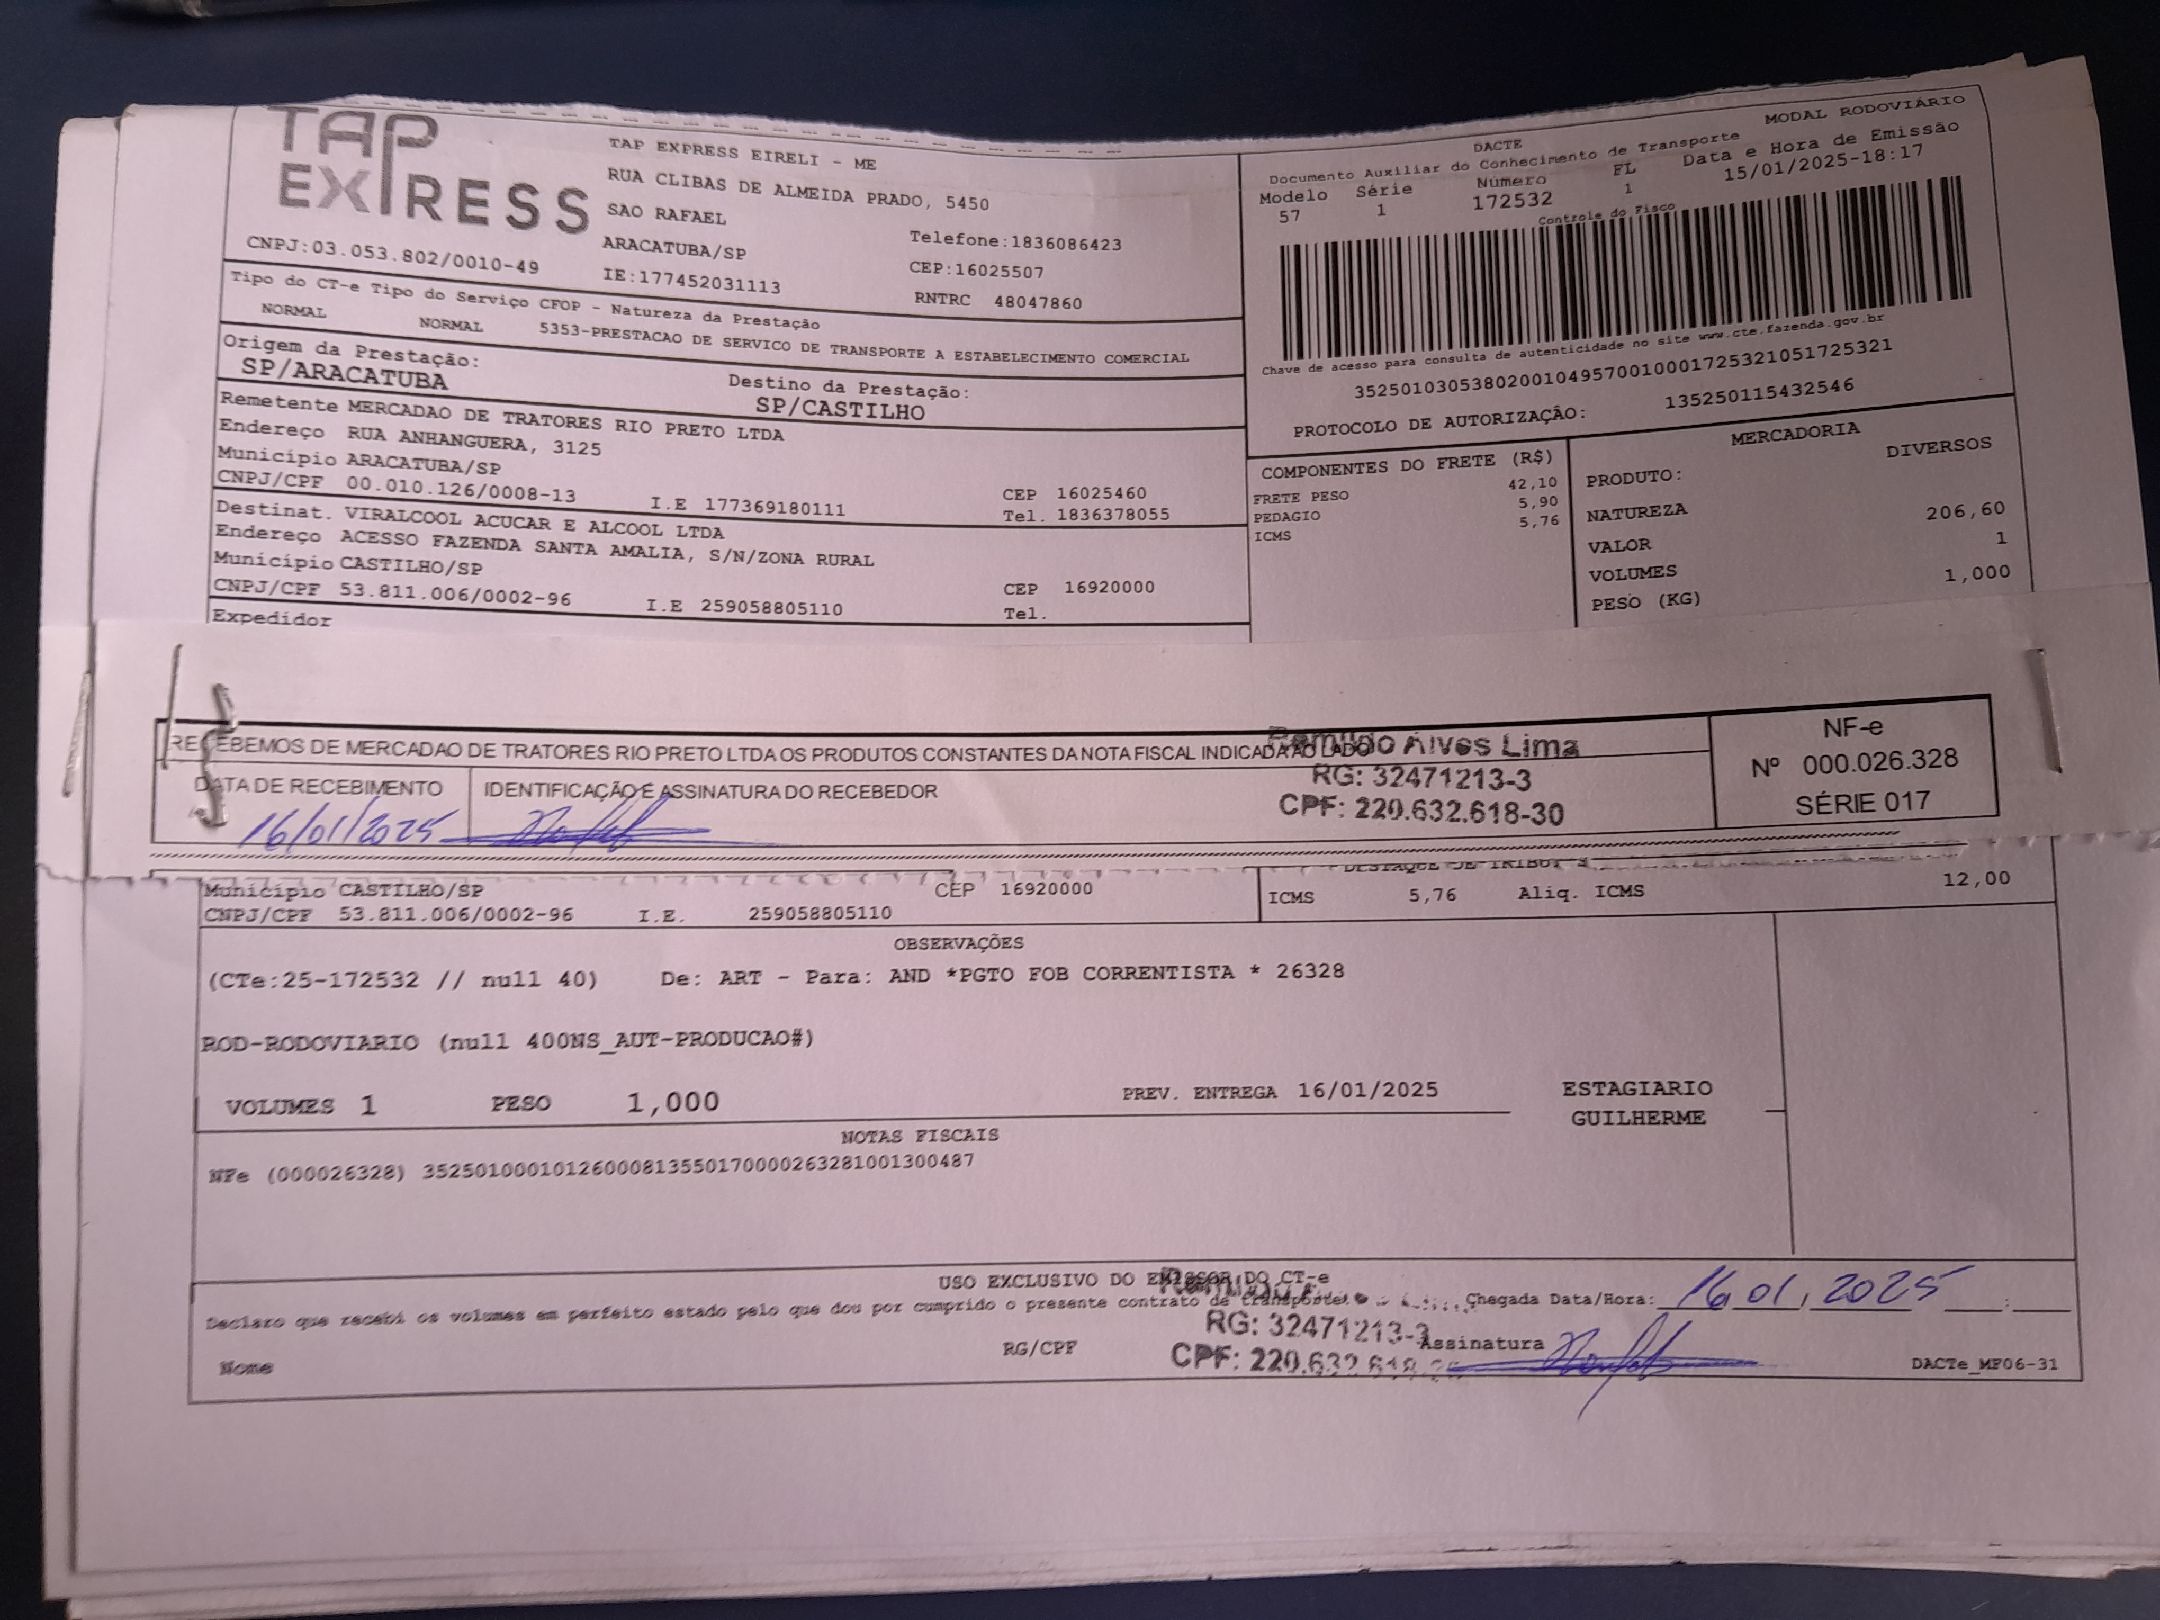 TAP EXPRESS
TAP EXPRESS EIRELI - ME
RUA CLIBAS DE ALMEIDA PRADO, 5450
SAO RAFAEL
ARACATUBA/SP Telefone:1836086423
CNPJ:03.053.802/0010-49 IE:177452031113 CEP:16025507
RNTRC 48047860
MODAL RODOVIÁRIO
DACTE
Documento Auxiliar do Conhecimento de Transporte
Modelo Série Número FL Data e Hora de Emissão
57 1 172532 1 15/01/2025-18:17
Controle do Fisco
Chave de acesso para consulta de autenticidade no site www.cte.fazenda.gov.br
35250103053802001049570010001725321051725321
PROTOCOLO DE AUTORIZAÇÃO: 135250115432546
Tipo do CT-e Tipo do Serviço CFOP - Natureza da Prestação
NORMAL NORMAL 5353-PRESTACAO DE SERVICO DE TRANSPORTE A ESTABELECIMENTO COMERCIAL
Origem da Prestação: Destino da Prestação:
SP/ARACATUBA SP/CASTILHO
Remetente MERCADAO DE TRATORES RIO PRETO LTDA
Endereço RUA ANHANGUERA, 3125
Município ARACATUBA/SP CEP 16025460
CNPJ/CPF 00.010.126/0008-13 I.E 177369180111 Tel. 1836378055
Destinat. VIRALCOOL ACUCAR E ALCOOL LTDA
Endereço ACESSO FAZENDA SANTA AMALIA, S/N/ZONA RURAL
Município CASTILHO/SP CEP 16920000
CNPJ/CPF 53.811.006/0002-96 I.E 259058805110 Tel.
Expedidor
COMPONENTES DO FRETE (R$)
FRETE PESO 42,10
PEDAGIO 5,90
ICMS 5,76
MERCADORIA
PRODUTO: DIVERSOS
NATUREZA
VALOR 206,60
VOLUMES 1
PESO (KG) 1,000
RECEBEMOS DE MERCADAO DE TRATORES RIO PRETO LTDA OS PRODUTOS CONSTANTES DA NOTA FISCAL INDICADA AO LADO
DATA DE RECEBIMENTO IDENTIFICAÇÃO E ASSINATURA DO RECEBEDOR
16/01/2025
Remildo Alves Lima
RG: 32471213-3
CPF: 220.632.618-30
NF-e
Nº 000.026.328
SÉRIE 017
Município CASTILHO/SP CEP 16920000
CNPJ/CPF 53.811.006/0002-96 I.E. 259058805110
ICMS 5,76 Aliq. ICMS 12,00
OBSERVAÇÕES
(CTe:25-172532 // null 40) De: ART - Para: AND *PGTO FOB CORRENTISTA * 26328
ROD-RODOVIARIO (null 400NS_AUT-PRODUCAO#)
VOLUMES 1 PESO 1,000 PREV. ENTREGA 16/01/2025 ESTAGIARIO
GUILHERME
NOTAS FISCAIS
NFe (000026328) 35250100010126000813550170000263281001300487
USO EXCLUSIVO DO EMISSOR DO CT-e
Declaro que recebi os volumes em perfeito estado pelo que dou por cumprido o presente contrato de transporte. Chegada Data/Hora: 16,01,2025
RG: 32471213-3
Nome RG/CPF CPF: 220.632.618 Assinatura DACTe_MF06-31